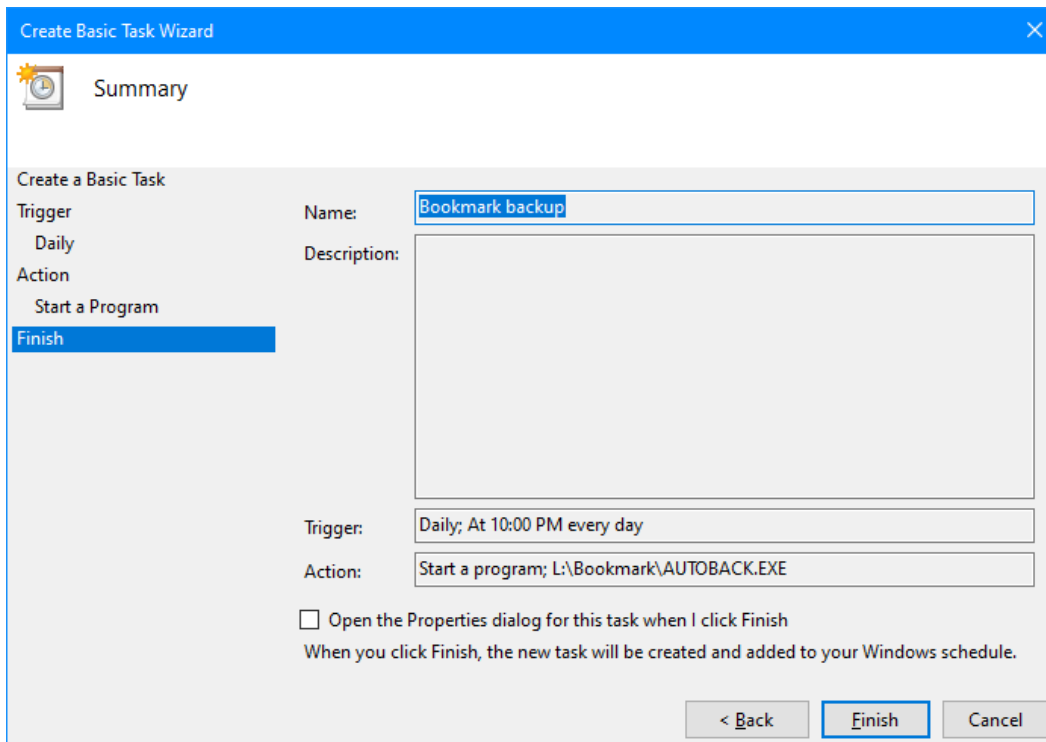 Create Basic Task Wizard
Summary
Create a Basic Task
Trigger
Daily
Action
Start a Program
Finish
Name: Bookmark backup
Description:
Trigger: Daily; At 10:00 PM every day
Action: Start a program; L:\Bookmark\AUTOBACK.EXE
Open the Properties dialog for this task when I click Finish
When you click Finish, the new task will be created and added to your Windows schedule.
< Back Finish Cancel